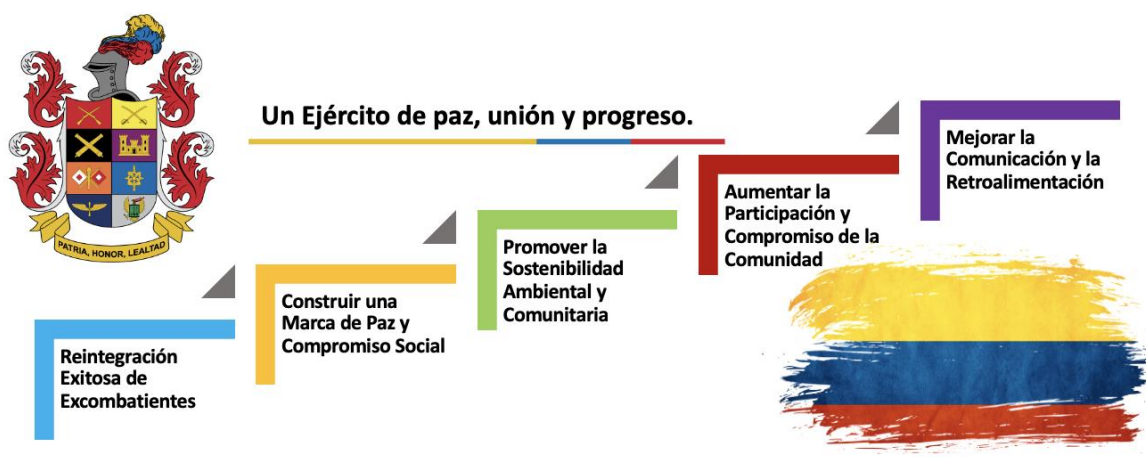 Un Ejército de paz, unión y progreso.
PATRIA, HONOR, LEALTAD
Reintegración
Exitosa de
Excombatientes
Construir una
Marca de Paz y
Compromiso Social
Promover la
Sostenibilidad
Ambiental y
Comunitaria
Aumentar la
Participación y
Compromiso de la
Comunidad
Mejorar la
Comunicación y la
Retroalimentación